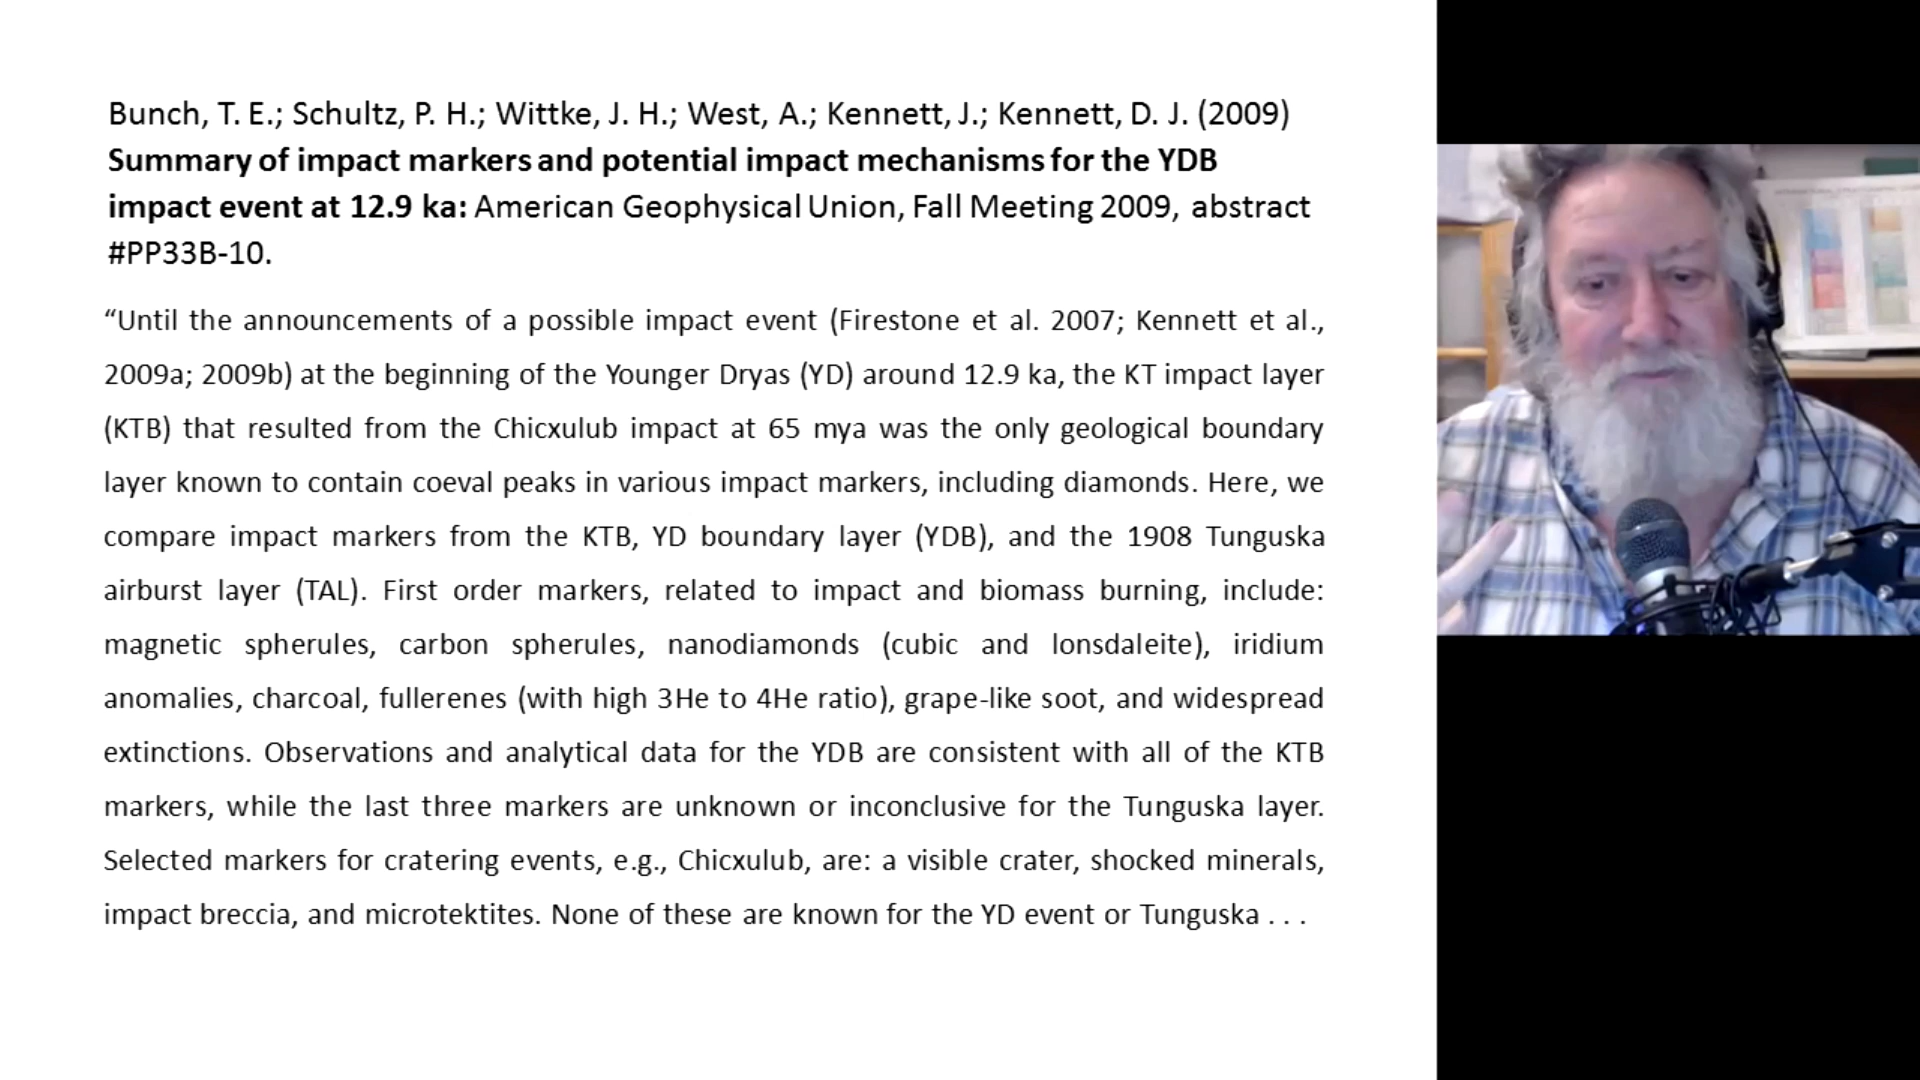 Bunch, T. E.; Schultz, P. H.; Wittke, J. H.; West, A.; Kennett, J.; Kennett, D. J. (2009)
Summary of impact markers and potential impact mechanisms for the YDB
impact event at 12.9 ka: American Geophysical Union, Fall Meeting 2009, abstract
#PP33B-10.
“Until the announcements of a possible impact event (Firestone et al. 2007; Kennett et al.,
2009a; 2009b) at the beginning of the Younger Dryas (YD) around 12.9 ka, the KT impact layer
(KTB) that resulted from the Chicxulub impact at 65 mya was the only geological boundary
layer known to contain coeval peaks in various impact markers, including diamonds. Here, we
compare impact markers from the KTB, YD boundary layer (YDB), and the 1908 Tunguska
airburst layer (TAL). First order markers, related to impact and biomass burning, include:
magnetic spherules, carbon spherules, nanodiamonds (cubic and lonsdaleite), iridium
anomalies, charcoal, fullerenes (with high 3He to 4He ratio), grape-like soot, and widespread
extinctions. Observations and analytical data for the YDB are consistent with all of the KTB
markers, while the last three markers are unknown or inconclusive for the Tunguska layer.
Selected markers for cratering events, e.g., Chicxulub, are: a visible crater, shocked minerals,
impact breccia, and microtektites. None of these are known for the YD event or Tunguska . . .